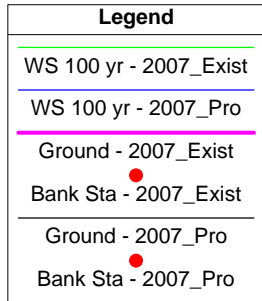 Legend
WS 100 yr - 2007_Exist
WS 100 yr - 2007_Pro
Ground - 2007_Exist
Bank Sta - 2007_Exist
Ground - 2007_Pro
Bank Sta - 2007_Pro